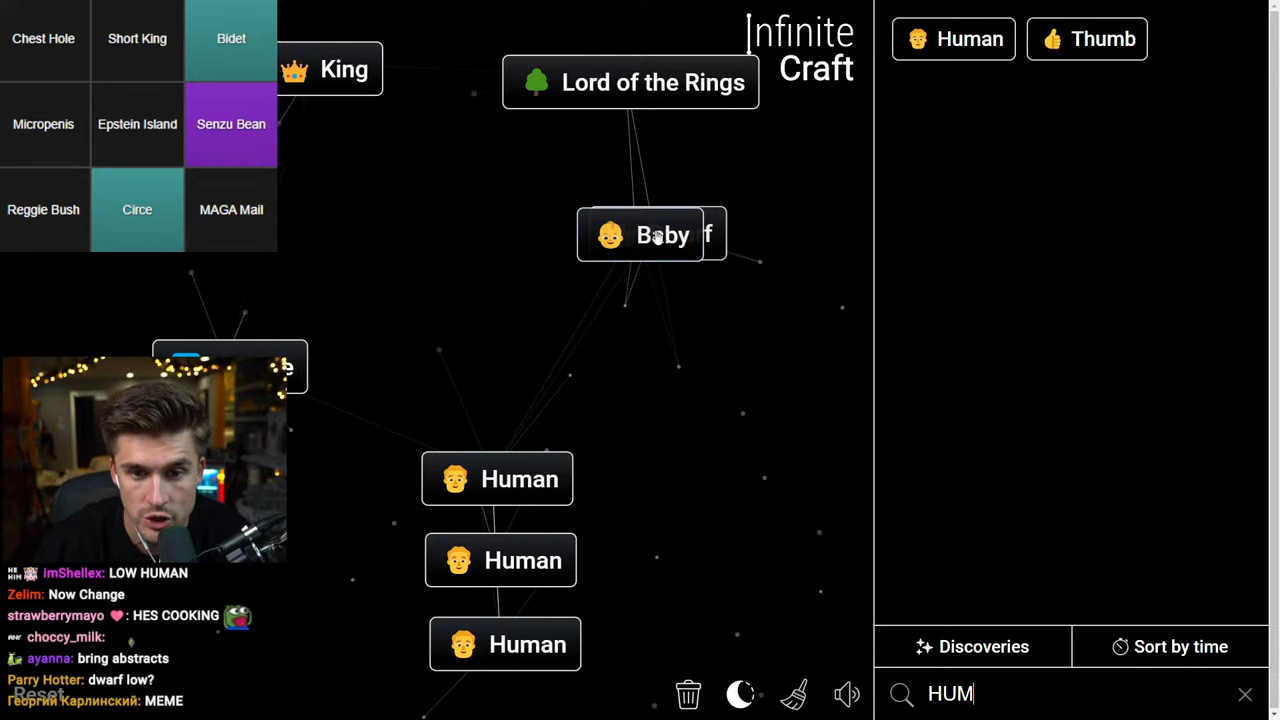 Chest Hole
Short King
Bidet
Micropenis
Epstein Island
Senzu Bean
Reggie Bush
Circe
MAGA Mail
King
Lord of the Rings
Infinite
Craft
Baby
Human
Human
Human
Human
Thumb
imShellex: LOW HUMAN
Zelim: Now Change
strawberrymayo : HES COOKING
choccy_milk:
ayanna: bring abstracts
Parry Hotter: dwarf low?
Георгий Карлинский: MEME
Reset
Discoveries
Sort by time
HUM